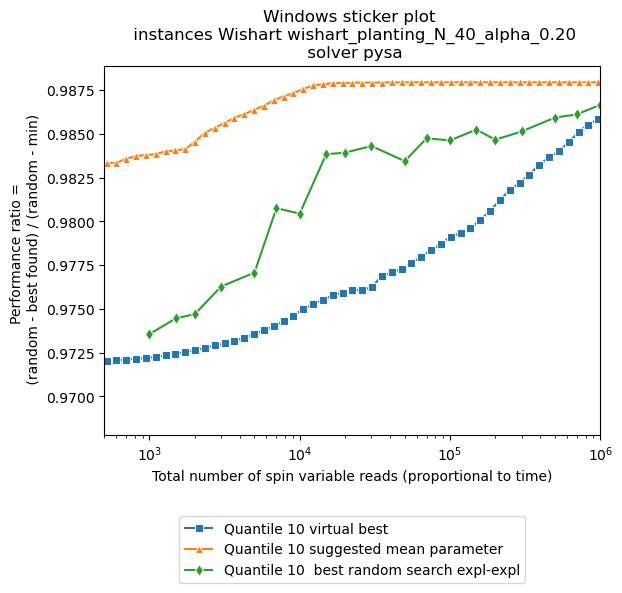 Windows sticker plot
instances Wishart wishart_planting_N_40_alpha_0.20
solver pysa
Performance ratio =
(random - best found) / (random - min)
0.9875
0.9850
0.9825
0.9800
0.9775
0.9750
0.9725
0.9700
10³ 10⁴ 10⁵ 10⁶
Total number of spin variable reads (proportional to time)
Quantile 10 virtual best
Quantile 10 suggested mean parameter
Quantile 10  best random search expl-expl